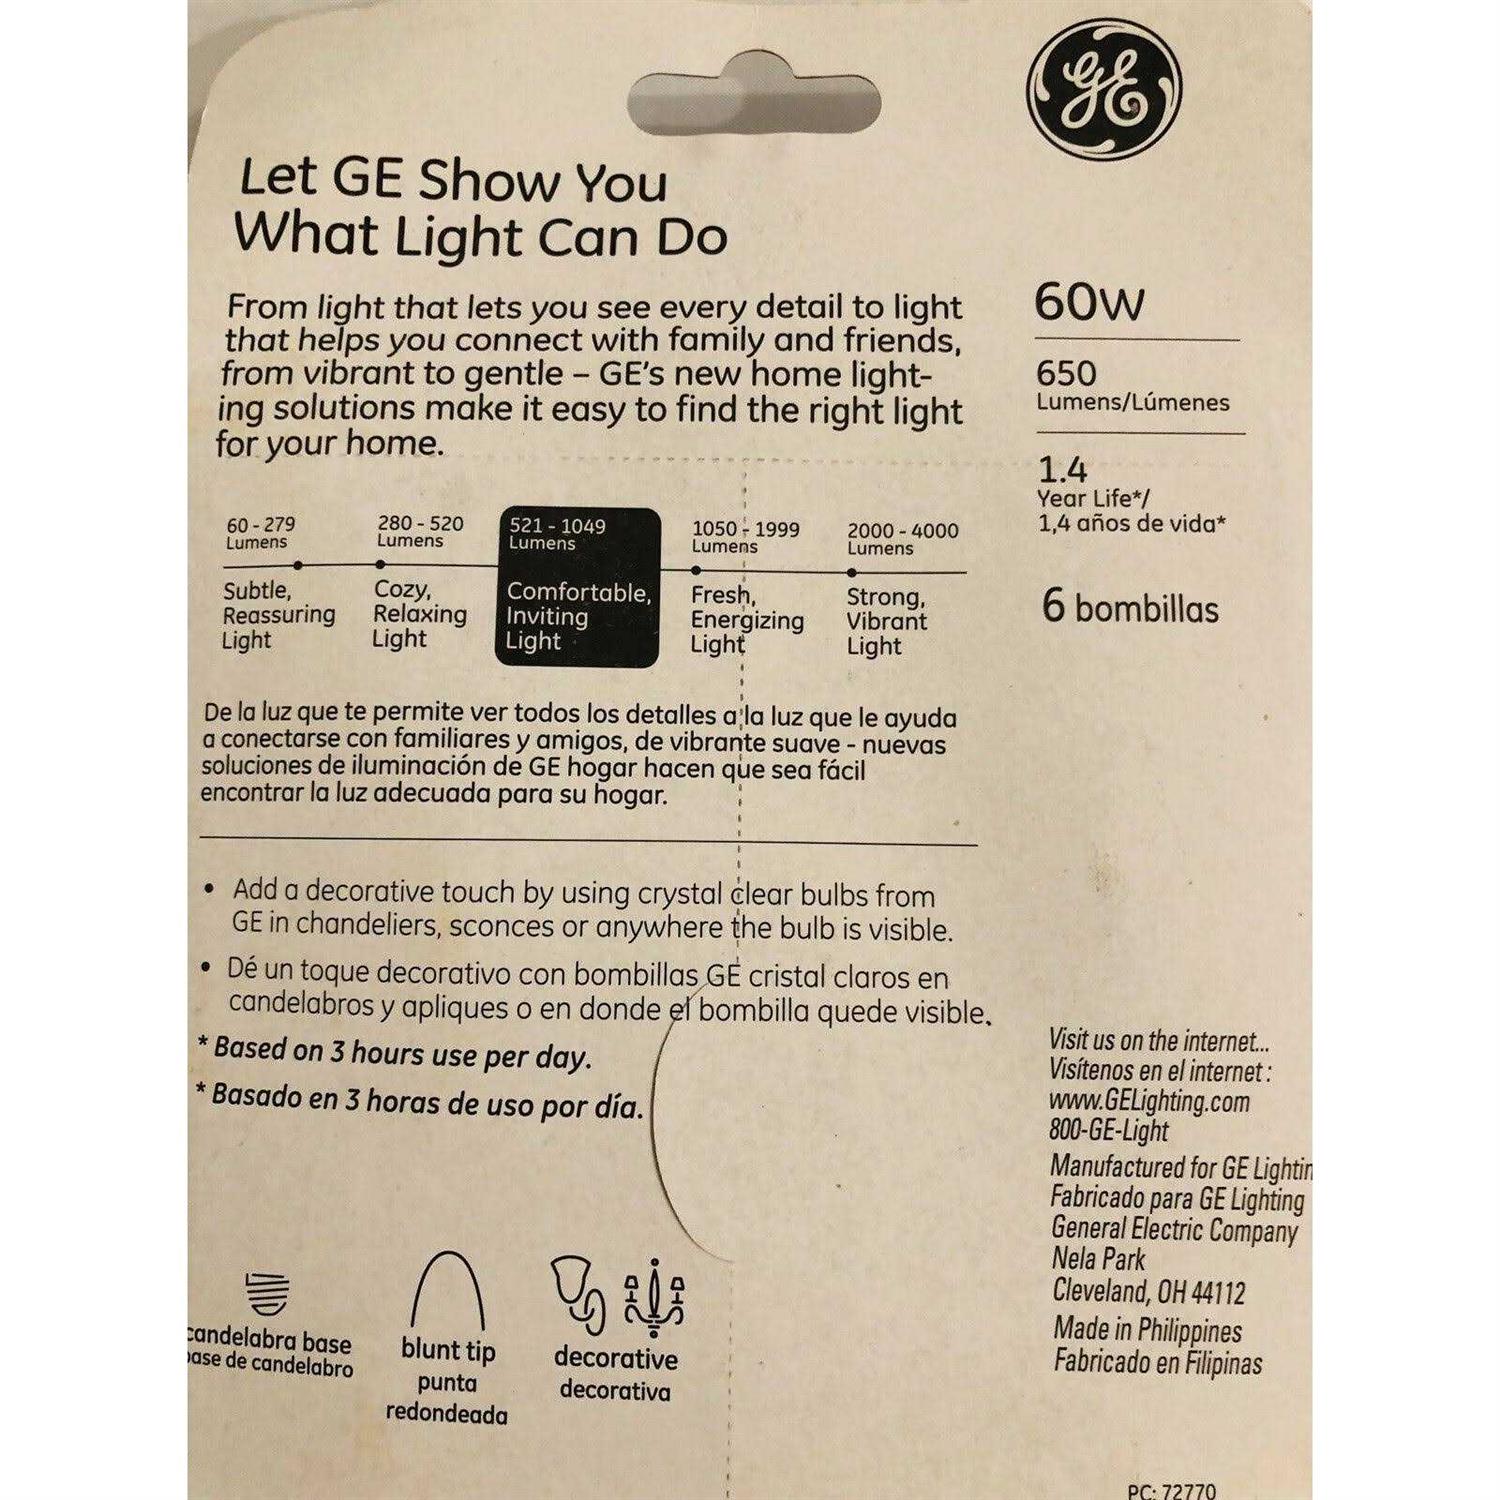 GE
Let GE Show You
What Light Can Do
From light that lets you see every detail to light
that helps you connect with family and friends,
from vibrant to gentle – GE's new home light-
ing solutions make it easy to find the right light
for your home.
60 - 279
Lumens
Subtle,
Reassuring
Light
280 - 520
Lumens
Cozy,
Relaxing
Light
521 - 1049
Lumens
Comfortable,
Inviting
Light
1050 - 1999
Lumens
Fresh,
Energizing
Light
2000 - 4000
Lumens
Strong,
Vibrant
Light
De la luz que te permite ver todos los detalles a la luz que le ayuda
a conectarse con familiares y amigos, de vibrante suave - nuevas
soluciones de iluminación de GE hogar hacen que sea fácil
encontrar la luz adecuada para su hogar.
• Add a decorative touch by using crystal clear bulbs from
GE in chandeliers, sconces or anywhere the bulb is visible.
• Dé un toque decorativo con bombillas GE cristal claros en
candelabros y apliques o en donde el bombilla quede visible.
* Based on 3 hours use per day.
* Basado en 3 horas de uso por día.
candelabra base
base de candelabro
blunt tip
punta
redondeada
decorative
decorativa
60W
650
Lumens/Lúmenes
1.4
Year Life*/
1,4 años de vida*
6 bombillas
Visit us on the internet...
Visítenos en el internet :
www.GELighting.com
800-GE-Light
Manufactured for GE Lightin
Fabricado para GE Lighting
General Electric Company
Nela Park
Cleveland, OH 44112
Made in Philippines
Fabricado en Filipinas
PC: 72770